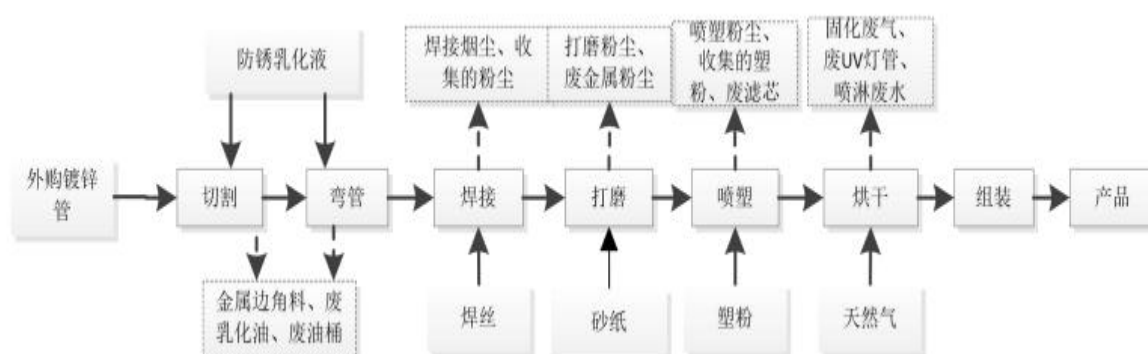 防锈乳化液
焊接烟尘、收
集的粉尘
打磨粉尘、
废金属粉尘
喷塑粉尘、
收集的塑
粉、废滤芯
固化废气、
废UV灯管、
喷淋废水
外购镀锌
管
切割
弯管
焊接
打磨
喷塑
烘干
组装
产品
金属边角料、废
乳化油、废油桶
焊丝
砂纸
塑粉
天然气